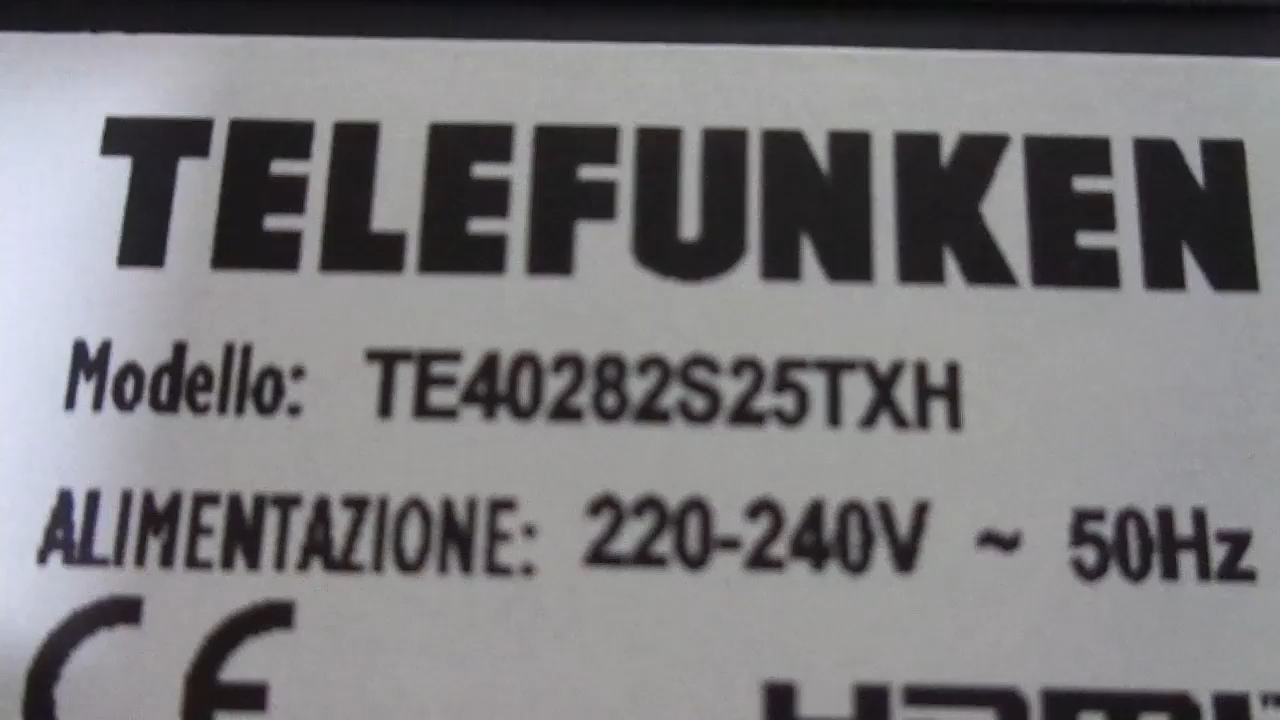 TELEFUNKEN
Modello: TE40282S25TXH
ALIMENTAZIONE: 220-240V ~ 50Hz
CE